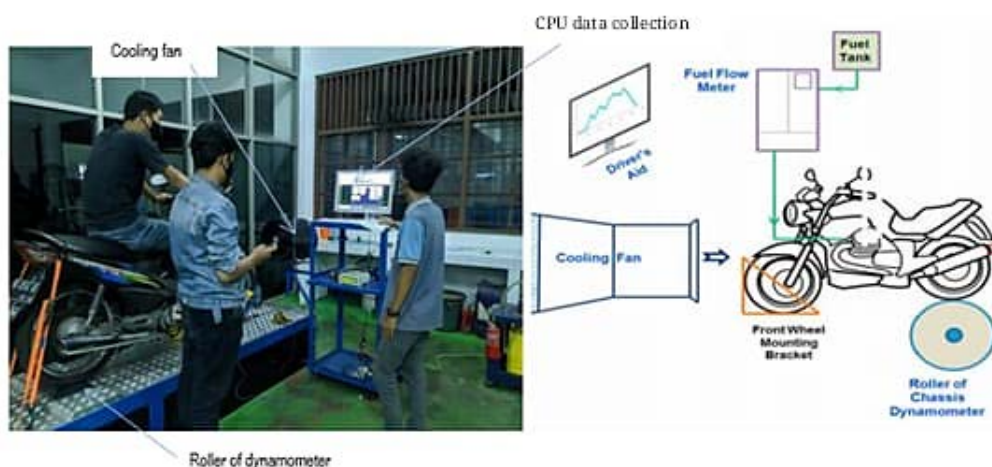 CPU data collection
Cooling fan
Fuel
Tank
Fuel Flow
Meter
Driver's
Aid
Cooling Fan
Front Wheel
Mounting
Bracket
Roller of
Chassis
Dynamometer
Roller of dynamometer